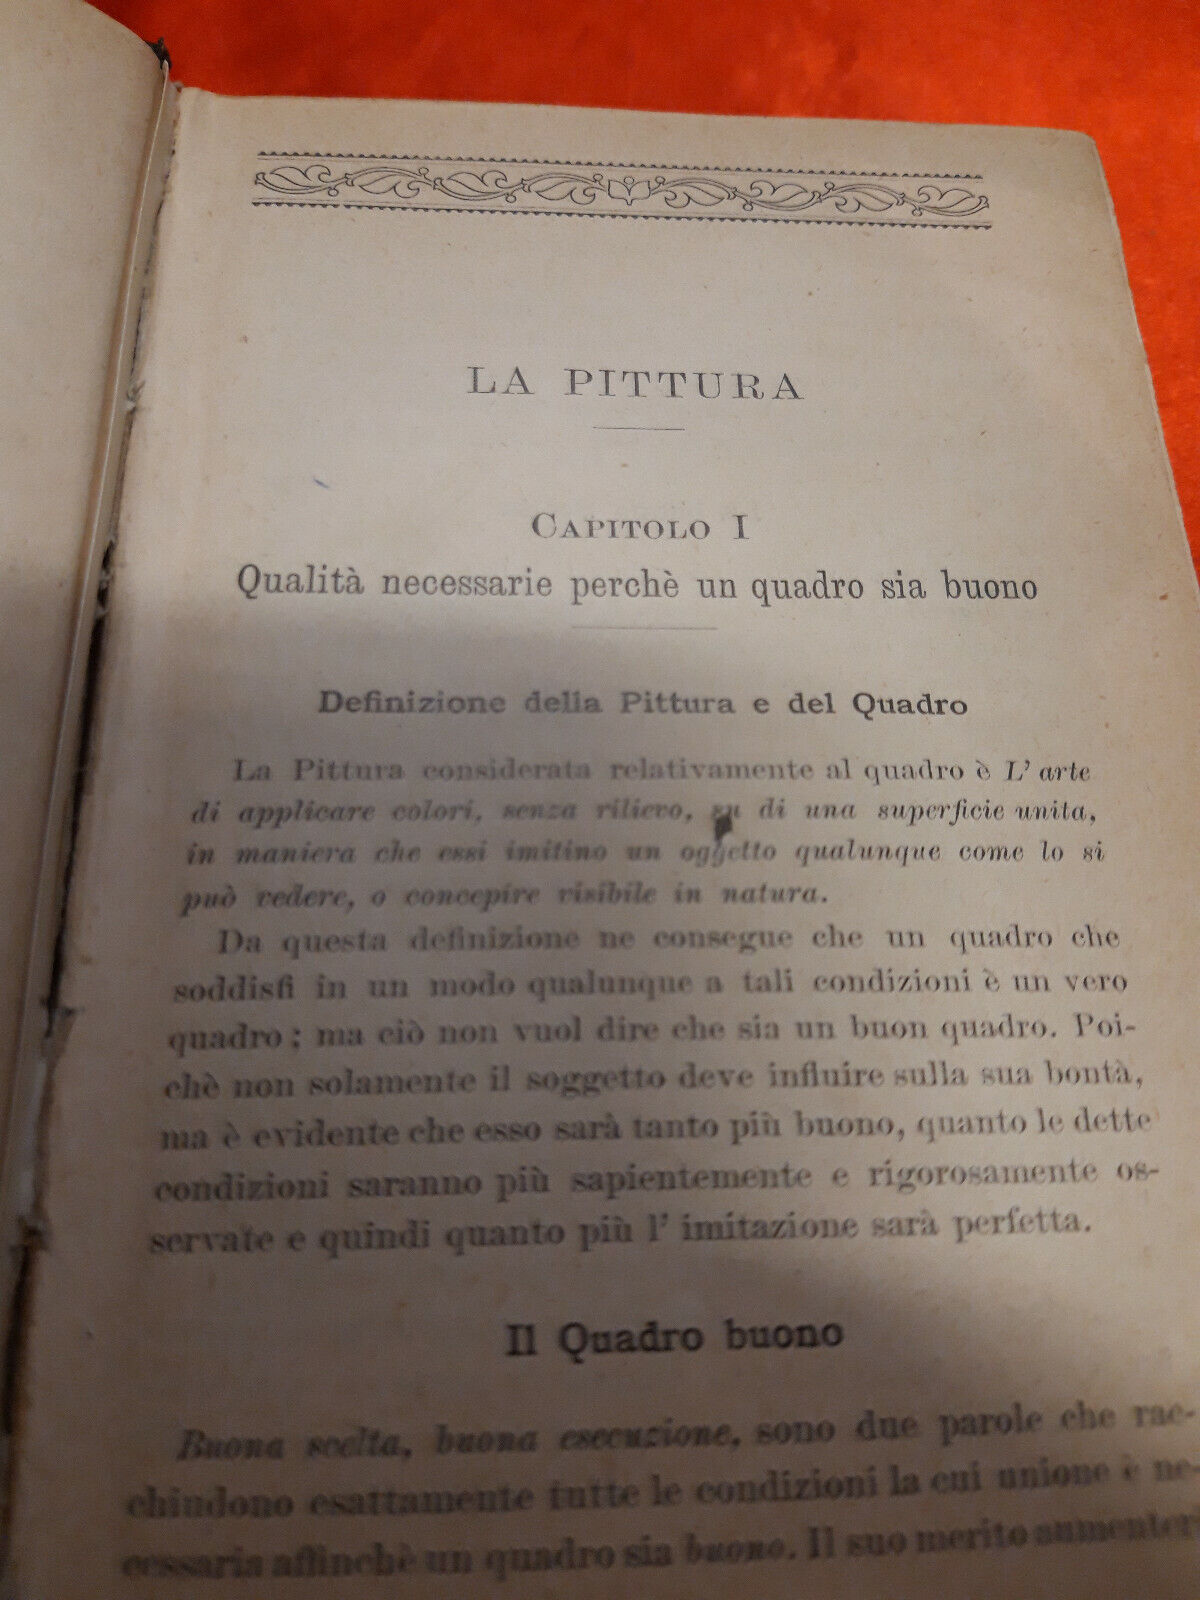 LA PITTURA
CAPITOLO I
Qualità necessarie perchè un quadro sia buono
Definizione della Pittura e del Quadro
La Pittura considerata relativamente al quadro è L' arte
di applicare colori, senza rilievo, su di una superficie unita,
in maniera che essi imitino un oggetto qualunque come lo si
può vedere, o concepire visibile in natura.
Da questa definizione ne consegue che un quadro che
soddisfi in un modo qualunque a tali condizioni è un vero
quadro; ma ciò non vuol dire che sia un buon quadro. Poi-
chè non solamente il soggetto deve influire sulla sua bontà,
ma è evidente che esso sarà tanto più buono, quanto le dette
condizioni saranno più sapientemente e rigorosamente os-
servate e quindi quanto più l' imitazione sarà perfetta.
Il Quadro buono
Buona scelta, buona esecuzione, sono due parole che rac-
chiudono esattamente tutte le condizioni la cui unione è ne-
cessaria affinchè un quadro sia buono. Il suo merito aumenter